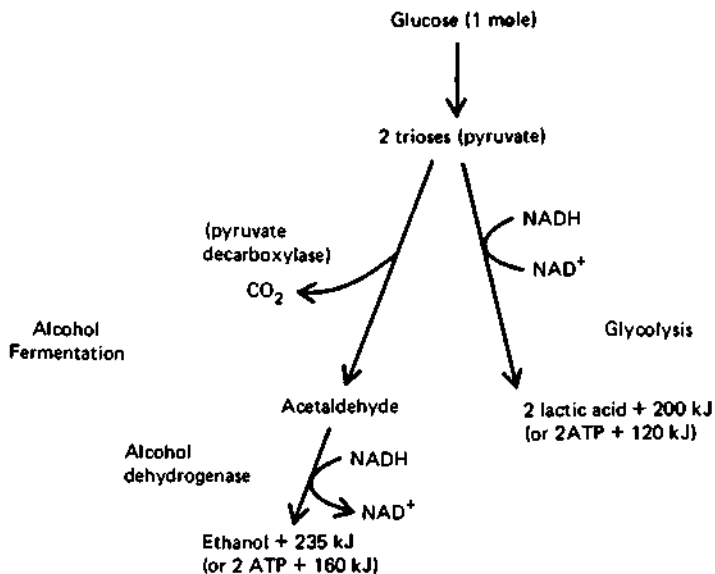 Glucose (1 mole)
2 trioses (pyruvate)
(pyruvate
decarboxylase)
CO2
NADH
NAD+
Alcohol
Fermentation
Glycolysis
Acetaldehyde
2 lactic acid + 200 kJ
(or 2ATP + 120 kJ)
Alcohol
dehydrogenase
NADH
NAD+
Ethanol + 235 kJ
(or 2 ATP + 160 kJ)